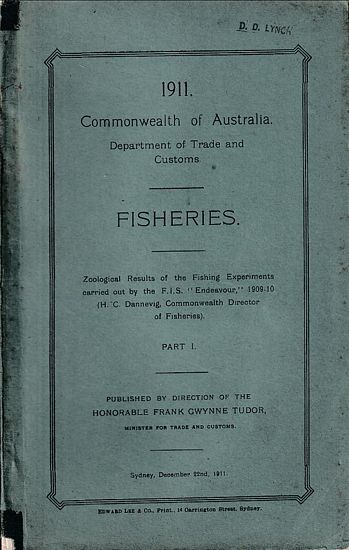 D. D. LYNCH
1911.
Commonwealth of Australia.
Department of Trade and
Customs.
FISHERIES.
Zoological Results of the Fishing Experiments
carried out by the F.I.S. "Endeavour," 1909-10
(H. C. Dannevig, Commonwealth Director
of Fisheries).
PART I.
PUBLISHED BY DIRECTION OF THE
HONORABLE FRANK GWYNNE TUDOR,
MINISTER FOR TRADE AND CUSTOMS.
Sydney, December 22nd, 1911.
EDWARD LEE & Co., Print., 14 Carrington Street, Sydney.